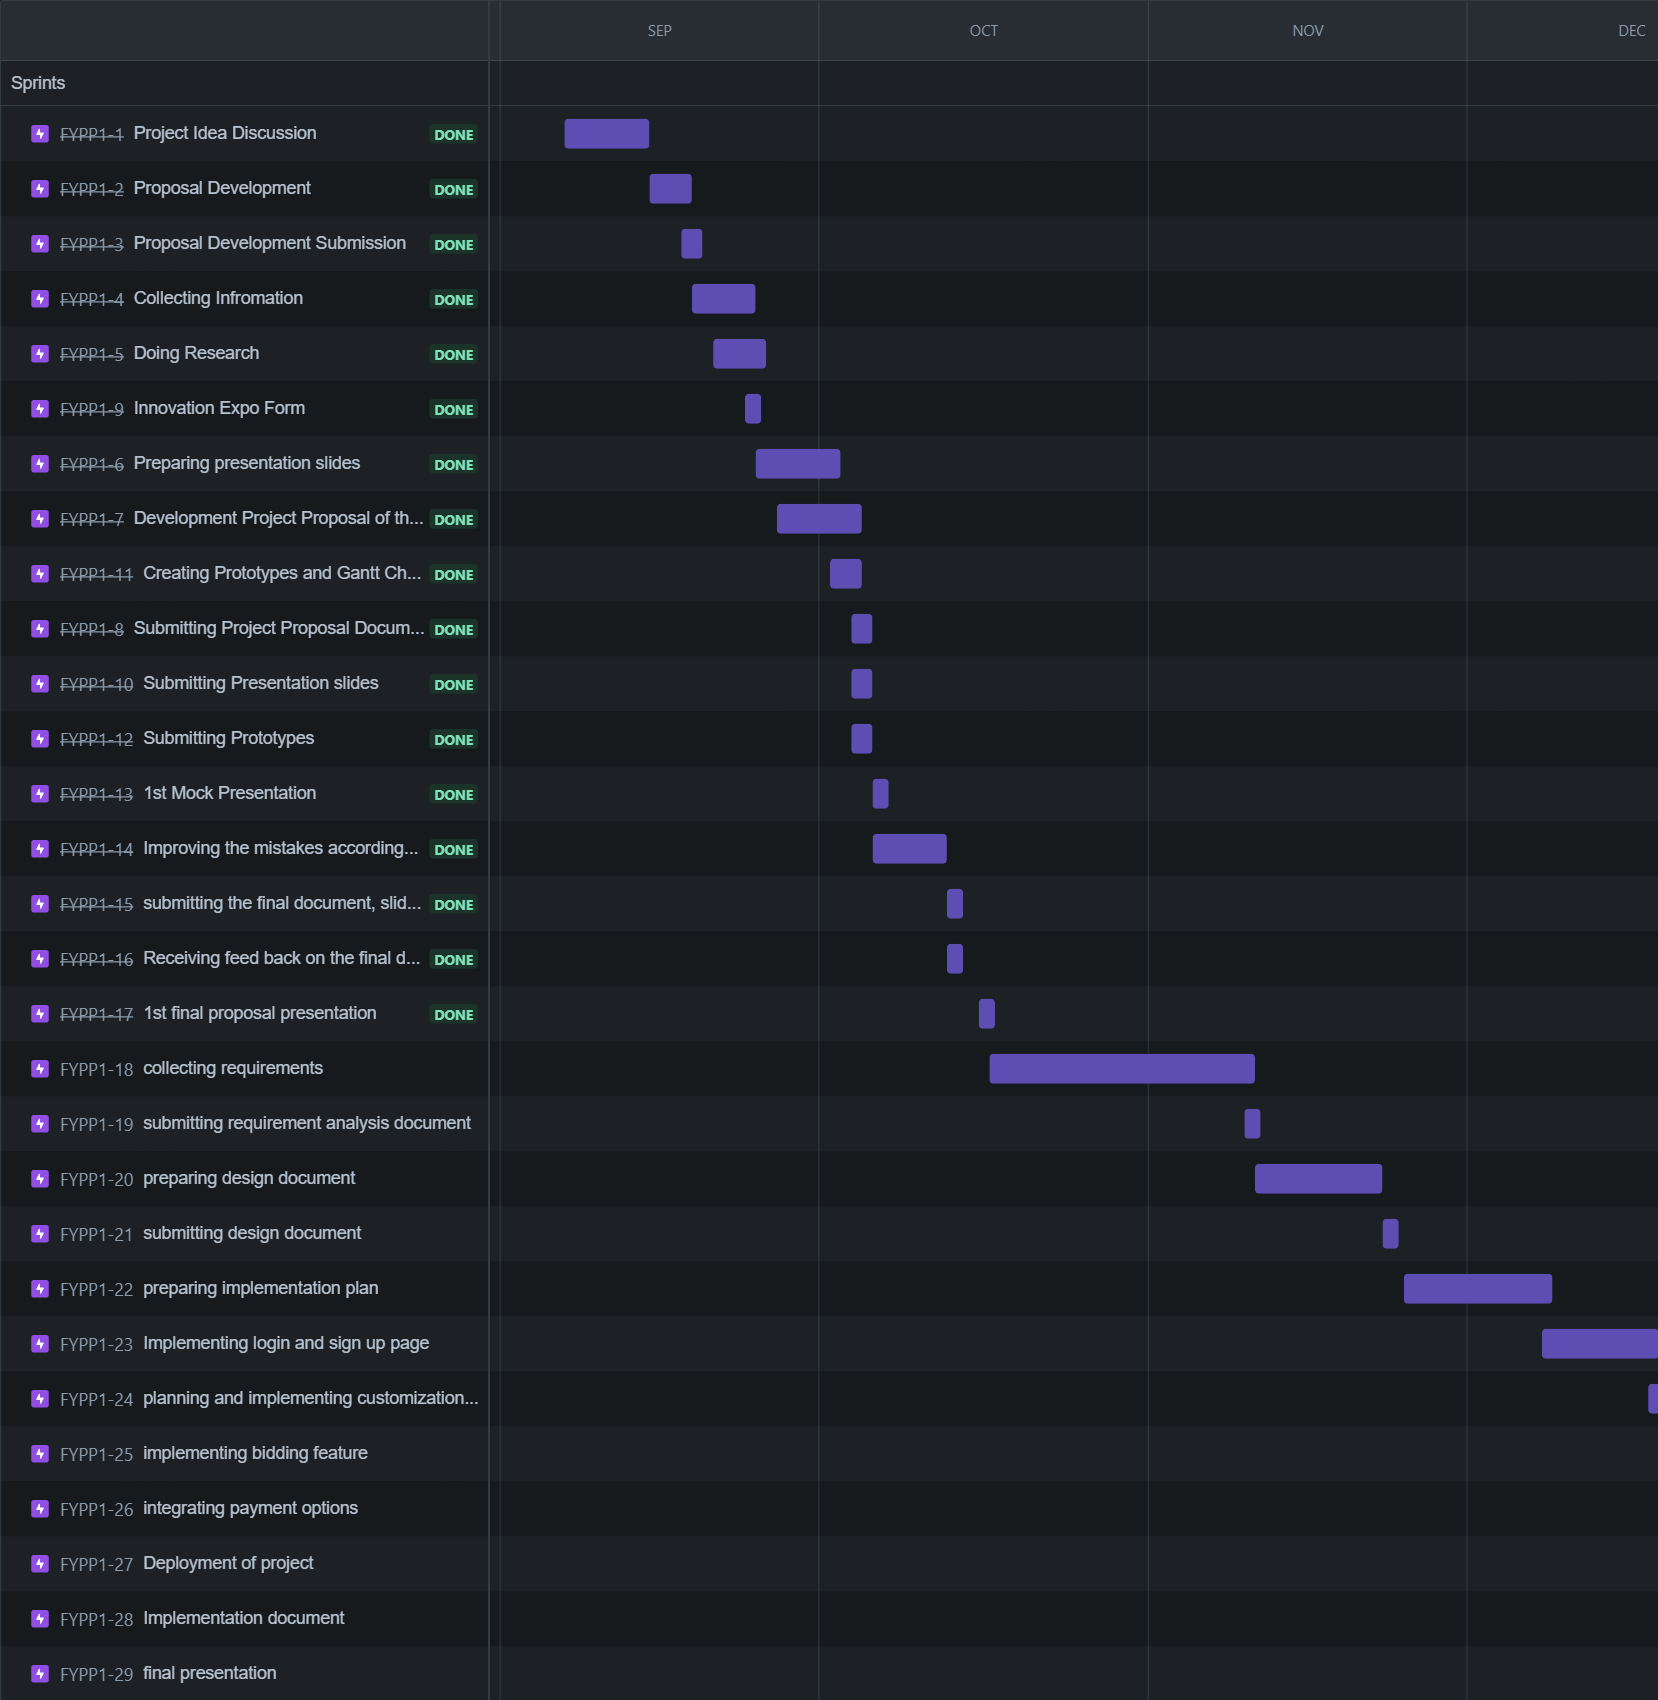 SEP OCT NOV DEC
Sprints
FYPP1-1 Project Idea Discussion DONE
FYPP1-2 Proposal Development DONE
FYPP1-3 Proposal Development Submission DONE
FYPP1-4 Collecting Infromation DONE
FYPP1-5 Doing Research DONE
FYPP1-9 Innovation Expo Form DONE
FYPP1-6 Preparing presentation slides DONE
FYPP1-7 Development Project Proposal of th... DONE
FYPP1-11 Creating Prototypes and Gantt Ch... DONE
FYPP1-8 Submitting Project Proposal Docum... DONE
FYPP1-10 Submitting Presentation slides DONE
FYPP1-12 Submitting Prototypes DONE
FYPP1-13 1st Mock Presentation DONE
FYPP1-14 Improving the mistakes according... DONE
FYPP1-15 submitting the final document, slid... DONE
FYPP1-16 Receiving feed back on the final d... DONE
FYPP1-17 1st final proposal presentation DONE
FYPP1-18 collecting requirements
FYPP1-19 submitting requirement analysis document
FYPP1-20 preparing design document
FYPP1-21 submitting design document
FYPP1-22 preparing implementation plan
FYPP1-23 Implementing login and sign up page
FYPP1-24 planning and implementing customization...
FYPP1-25 implementing bidding feature
FYPP1-26 integrating payment options
FYPP1-27 Deployment of project
FYPP1-28 Implementation document
FYPP1-29 final presentation